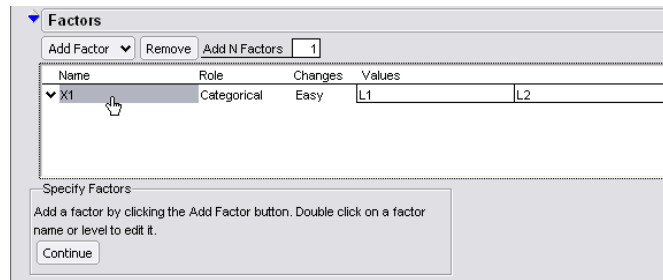 Factors
Add Factor Remove Add N Factors 1
Name Role Changes Values
X1 Categorical Easy L1 L2
Specify Factors
Add a factor by clicking the Add Factor button. Double click on a factor
name or level to edit it.
Continue